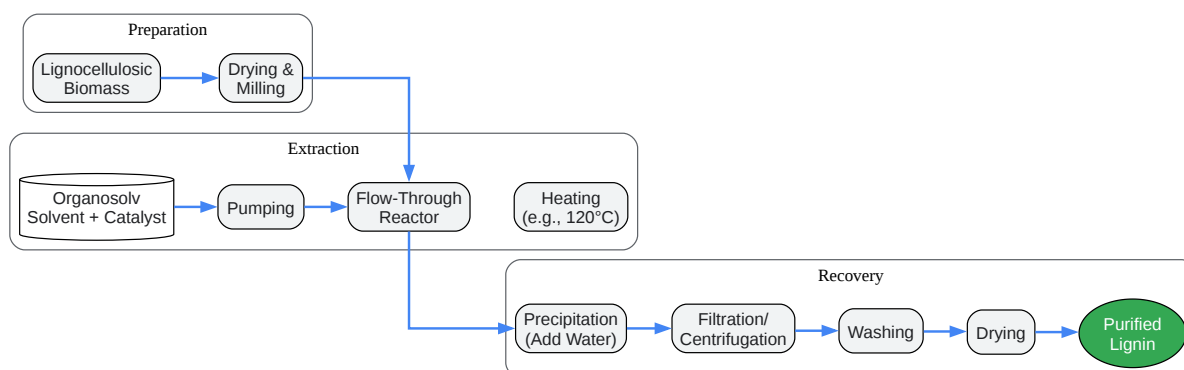 Preparation
Lignocellulosic
Biomass
Drying &
Milling
Extraction
Organosolv
Solvent + Catalyst
Pumping
Flow-Through
Reactor
Heating
(e.g., 120°C)
Recovery
Precipitation
(Add Water)
Filtration/
Centrifugation
Washing
Drying
Purified
Lignin